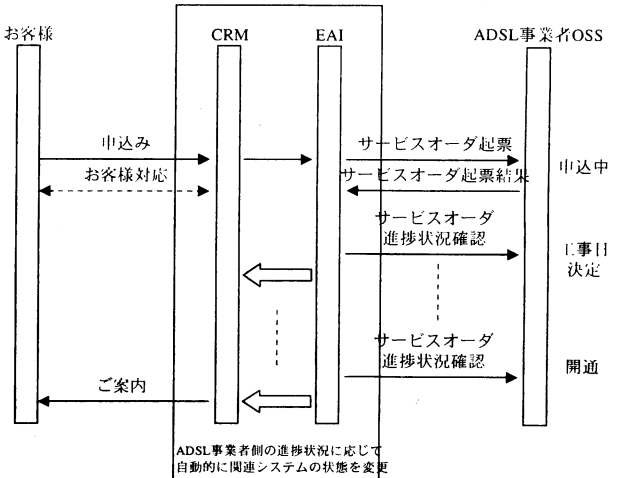 お客様
CRM
EAI
ADSL事業者OSS
申込み
サービスオーダ起票
申込中
お客様対応
サービスオーダ起票結果
サービスオーダ
進捗状況確認
工事日
決定
サービスオーダ
進捗状況確認
開通
ご案内
ADSL事業者側の進捗状況に応じて
自動的に関連システムの状態を変更